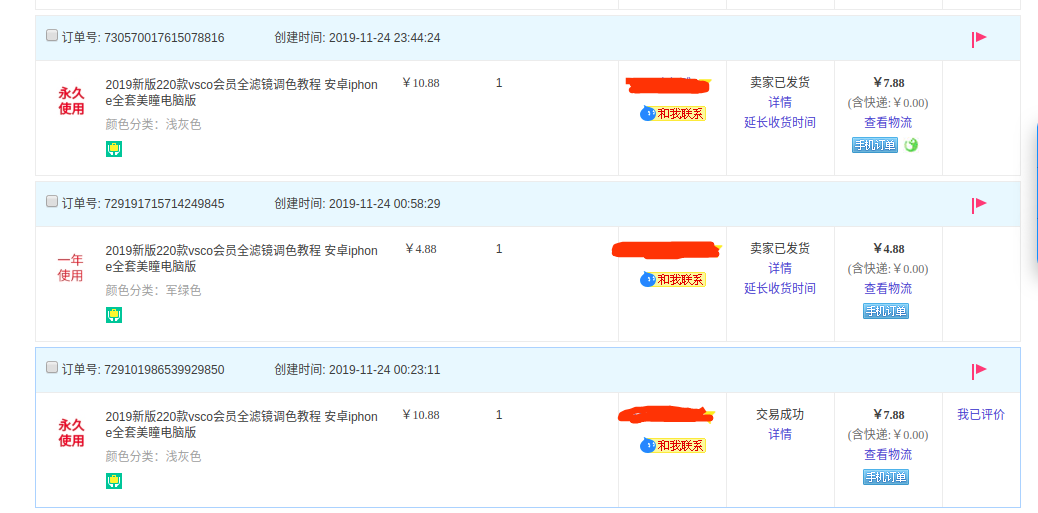 订单号: 730570017615078816 创建时间: 2019-11-24 23:44:24
永久
使用
2019新版220款vsco会员全滤镜调色教程 安卓iphon
e全套美瞳电脑版
颜色分类：浅灰色
￥10.88
1
和我联系
卖家已发货
详情
延长收货时间
￥7.88
(含快递:￥0.00)
查看物流
手机订单
订单号: 729191715714249845 创建时间: 2019-11-24 00:58:29
一年
使用
2019新版220款vsco会员全滤镜调色教程 安卓iphon
e全套美瞳电脑版
颜色分类：军绿色
￥4.88
1
和我联系
卖家已发货
详情
延长收货时间
￥4.88
(含快递:￥0.00)
查看物流
手机订单
订单号: 729101986539929850 创建时间: 2019-11-24 00:23:11
永久
使用
2019新版220款vsco会员全滤镜调色教程 安卓iphon
e全套美瞳电脑版
颜色分类：浅灰色
￥10.88
1
和我联系
交易成功
详情
￥7.88
(含快递:￥0.00)
查看物流
手机订单
我已评价